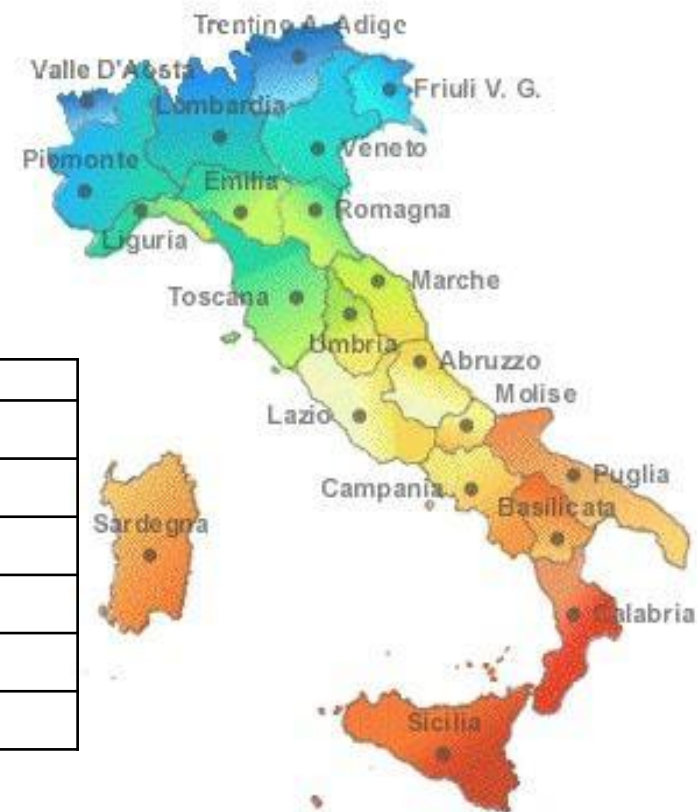 Trentino A. Adige
Valle D'Aosta
Friuli V. G.
Lombardia
Veneto
Piemonte
Emilia
Romagna
Liguria
Marche
Toscana
Umbria
Abruzzo
Molise
Lazio
Puglia
Campania
Basilicata
Sardegna
Calabria
Sicilia